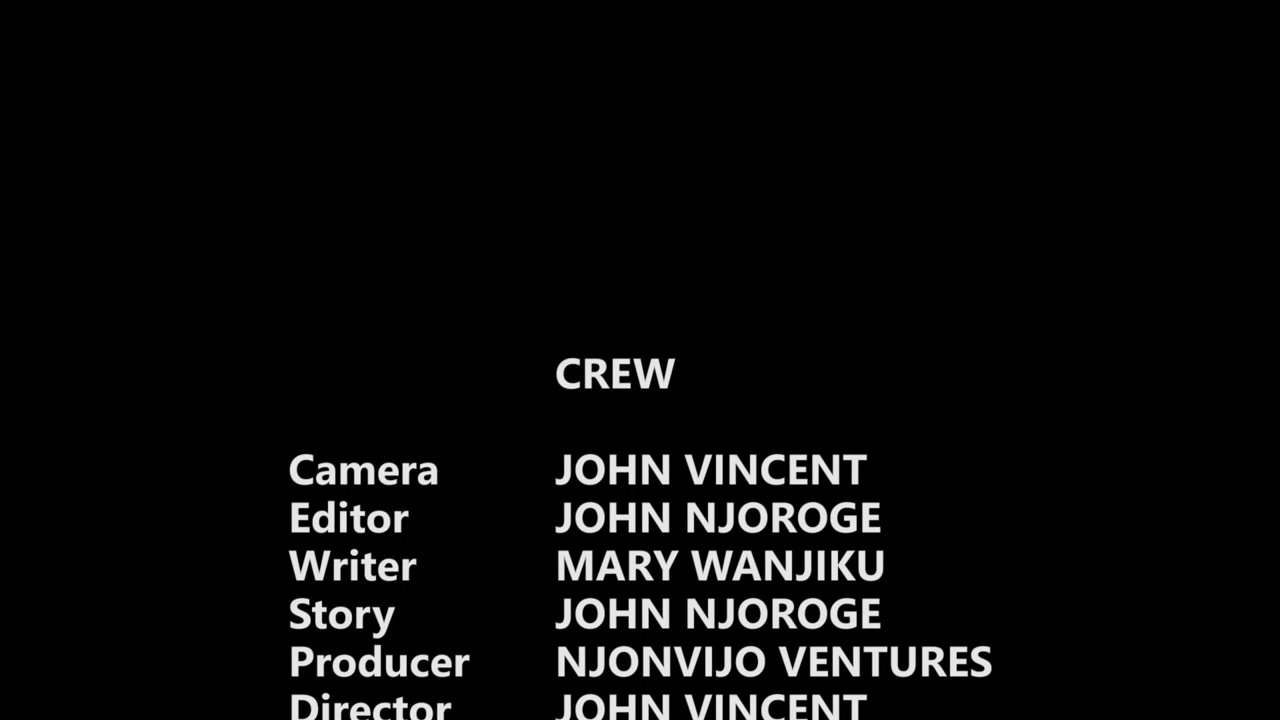 CREW
Camera JOHN VINCENT
Editor JOHN NJOROGE
Writer MARY WANJIKU
Story JOHN NJOROGE
Producer NJONVIJO VENTURES
Director JOHN VINCENT